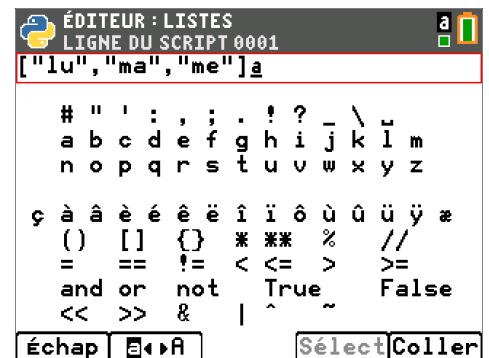 ÉDITEUR : LISTES
LIGNE DU SCRIPT 0001
a
["lu","ma","me"]a
# " ' : , ; . ! ? _ \ ␣
a b c d e f g h i j k l m
n o p q r s t u v w x y z
ç à â è é ê ë î ï ô ù û ü ÿ æ
() [] {} * ** % //
= == != < <= > >=
and or not True False
<< >> & | ^ ~
Échap a◂▸A Sélect Coller